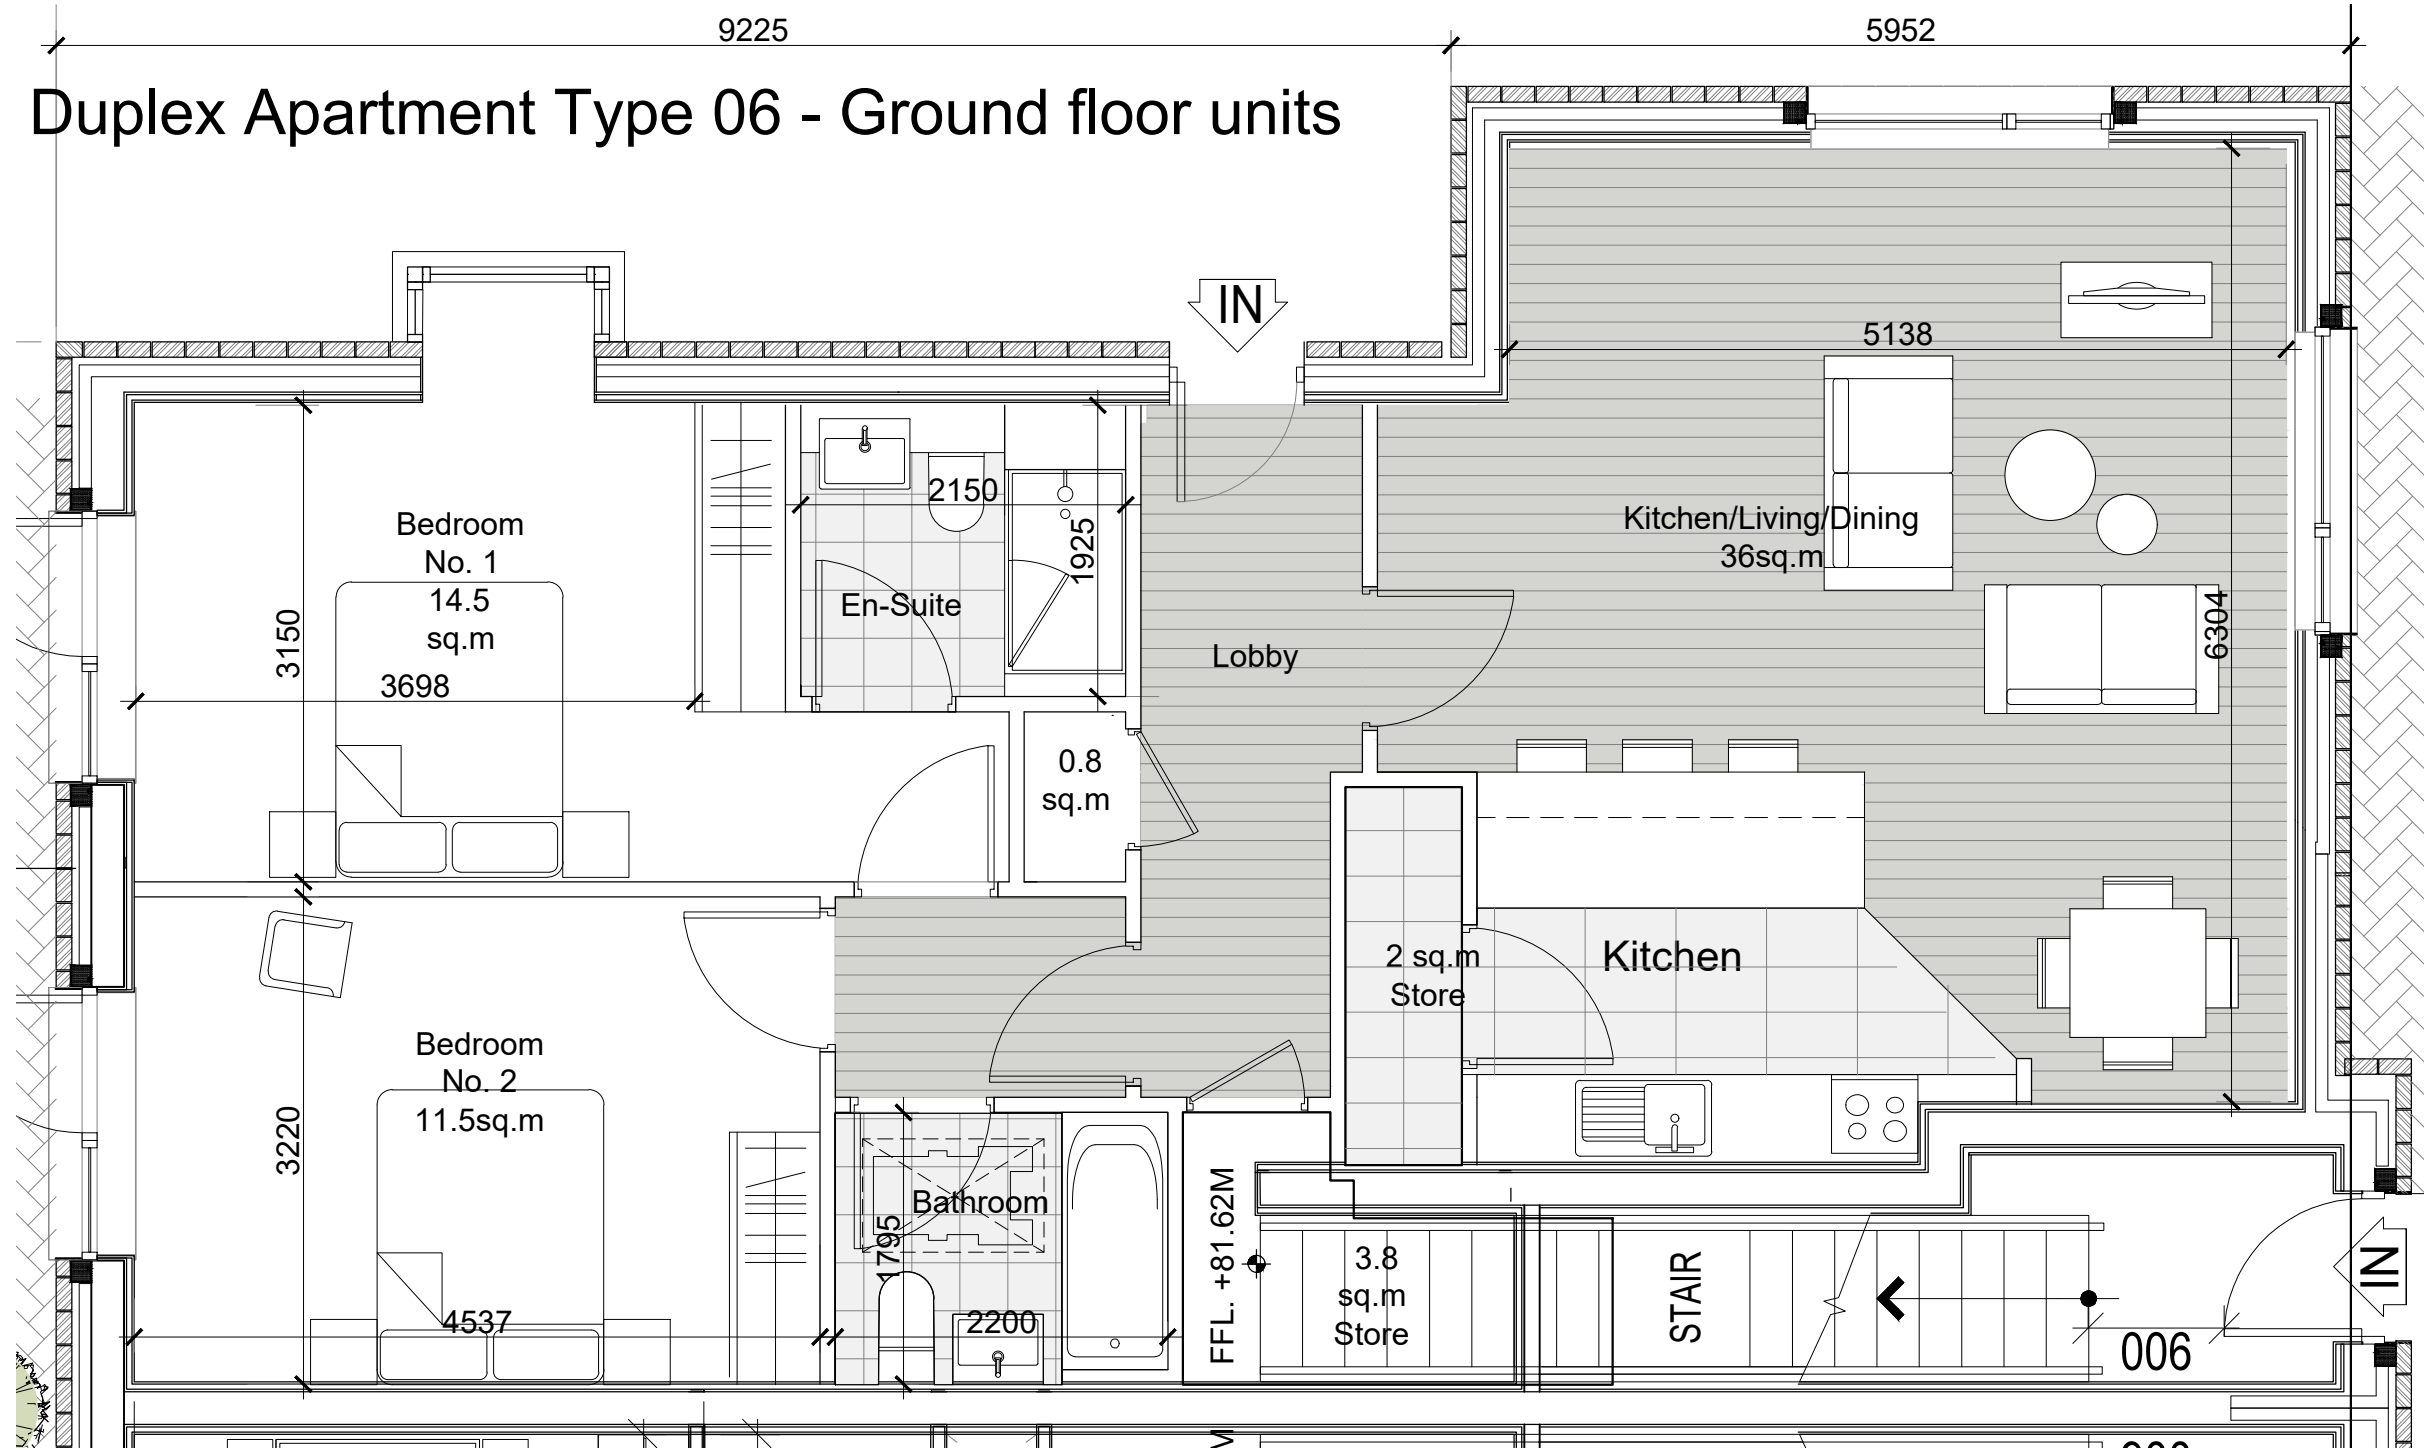 9225
5952
Duplex Apartment Type 06 - Ground floor units
IN
5138
Bedroom
No. 1
14.5
sq.m
3150
3698
2150
1925
En-Suite
Lobby
Kitchen/Living/Dining
36sq.m
6304
0.8
sq.m
2 sq.m
Store
Kitchen
Bedroom
No. 2
11.5sq.m
3220
4537
Bathroom
1795
2200
FFL. +81.62M
3.8
sq.m
Store
STAIR
IN
006